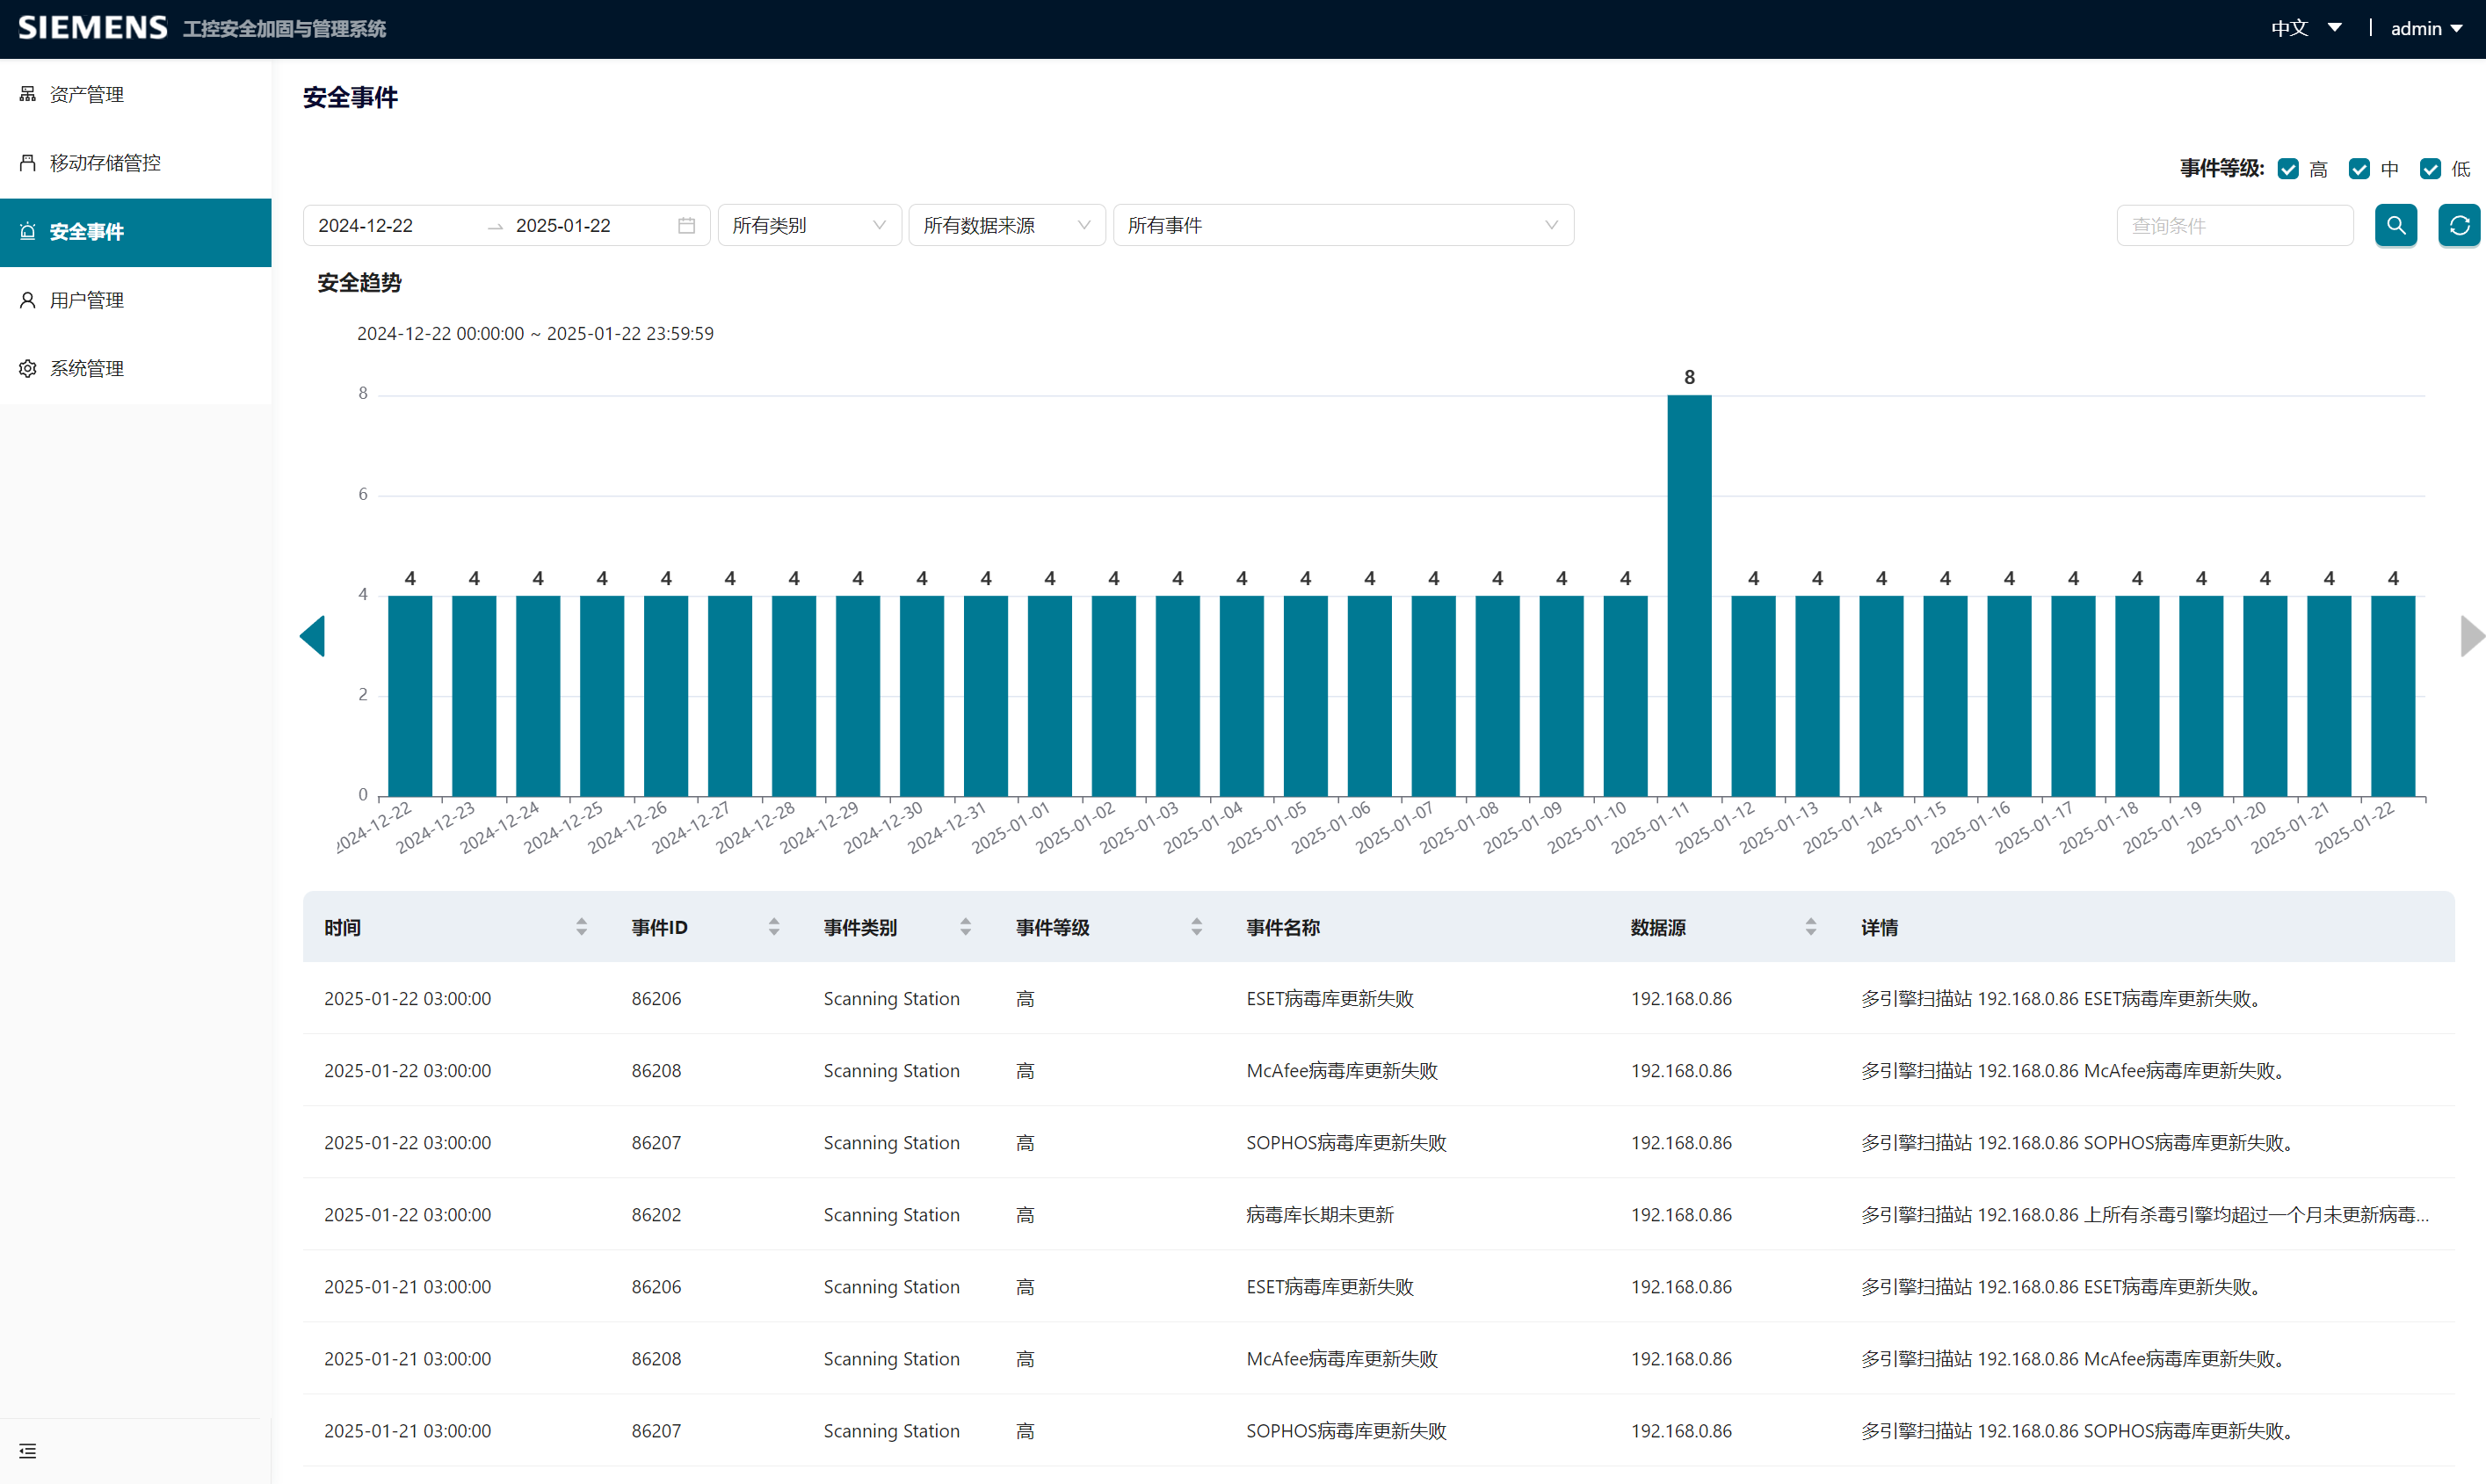 SIEMENS 工控安全加固与管理系统 中文 admin
资产管理
移动存储管控
安全事件
用户管理
系统管理
安全事件
事件等级: 高 中 低
2024-12-22 2025-01-22 所有类别 所有数据来源 所有事件 查询条件
安全趋势
2024-12-22 00:00:00 ~ 2025-01-22 23:59:59
8
6
4
2
0
4 4 4 4 4 4 4 4 4 4 4 4 4 4 4 4 4 4 4 4 8 4 4 4 4 4 4 4 4 4 4 4
2024-12-22 2024-12-23 2024-12-24 2024-12-25 2024-12-26 2024-12-27 2024-12-28 2024-12-29 2024-12-30 2024-12-31 2025-01-01 2025-01-02 2025-01-03 2025-01-04 2025-01-05 2025-01-06 2025-01-07 2025-01-08 2025-01-09 2025-01-10 2025-01-11 2025-01-12 2025-01-13 2025-01-14 2025-01-15 2025-01-16 2025-01-17 2025-01-18 2025-01-19 2025-01-20 2025-01-21 2025-01-22
时间 事件ID 事件类别 事件等级 事件名称 数据源 详情
2025-01-22 03:00:00 86206 Scanning Station 高 ESET病毒库更新失败 192.168.0.86 多引擎扫描站 192.168.0.86 ESET病毒库更新失败。
2025-01-22 03:00:00 86208 Scanning Station 高 McAfee病毒库更新失败 192.168.0.86 多引擎扫描站 192.168.0.86 McAfee病毒库更新失败。
2025-01-22 03:00:00 86207 Scanning Station 高 SOPHOS病毒库更新失败 192.168.0.86 多引擎扫描站 192.168.0.86 SOPHOS病毒库更新失败。
2025-01-22 03:00:00 86202 Scanning Station 高 病毒库长期未更新 192.168.0.86 多引擎扫描站 192.168.0.86 上所有杀毒引擎均超过一个月未更新病毒...
2025-01-21 03:00:00 86206 Scanning Station 高 ESET病毒库更新失败 192.168.0.86 多引擎扫描站 192.168.0.86 ESET病毒库更新失败。
2025-01-21 03:00:00 86208 Scanning Station 高 McAfee病毒库更新失败 192.168.0.86 多引擎扫描站 192.168.0.86 McAfee病毒库更新失败。
2025-01-21 03:00:00 86207 Scanning Station 高 SOPHOS病毒库更新失败 192.168.0.86 多引擎扫描站 192.168.0.86 SOPHOS病毒库更新失败。